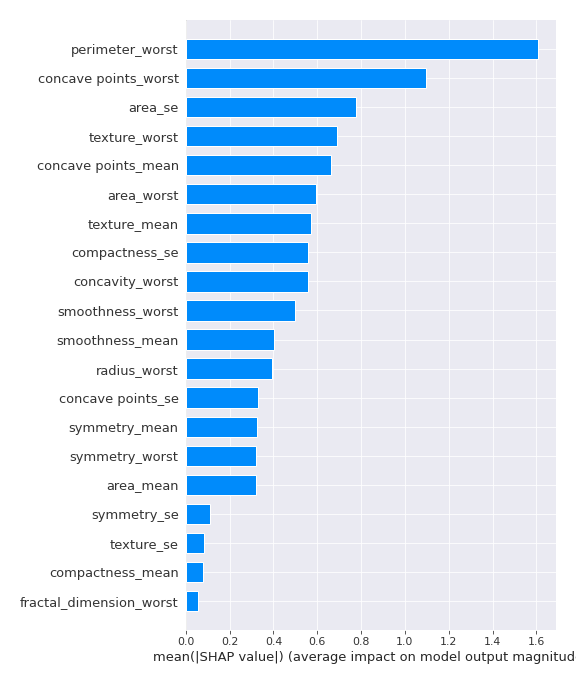 perimeter_worst
concave points_worst
area_se
texture_worst
concave points_mean
area_worst
texture_mean
compactness_se
concavity_worst
smoothness_worst
smoothness_mean
radius_worst
concave points_se
symmetry_mean
symmetry_worst
area_mean
symmetry_se
texture_se
compactness_mean
fractal_dimension_worst
0.0 0.2 0.4 0.6 0.8 1.0 1.2 1.4 1.6
mean(|SHAP value|) (average impact on model output magnitud